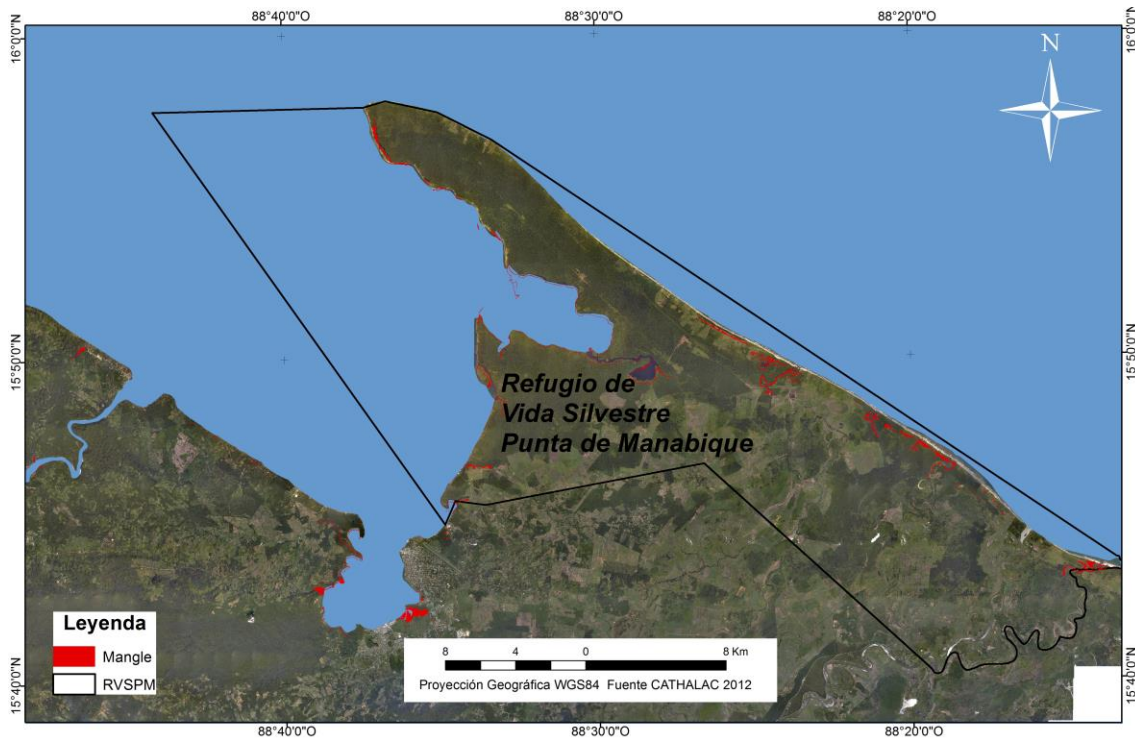 88°40'0"O
88°30'0"O
88°20'0"O
16°0'0"N
16°0'0"N
N
15°50'0"N
15°50'0"N
Refugio de
Vida Silvestre
Punta de Manabique
Leyenda
Mangle
RVSPM
8 4 0 8 Km
Proyección Geográfica WGS84 Fuente CATHALAC 2012
15°40'0"N
15°40'0"N
88°40'0"O
88°30'0"O
88°20'0"O